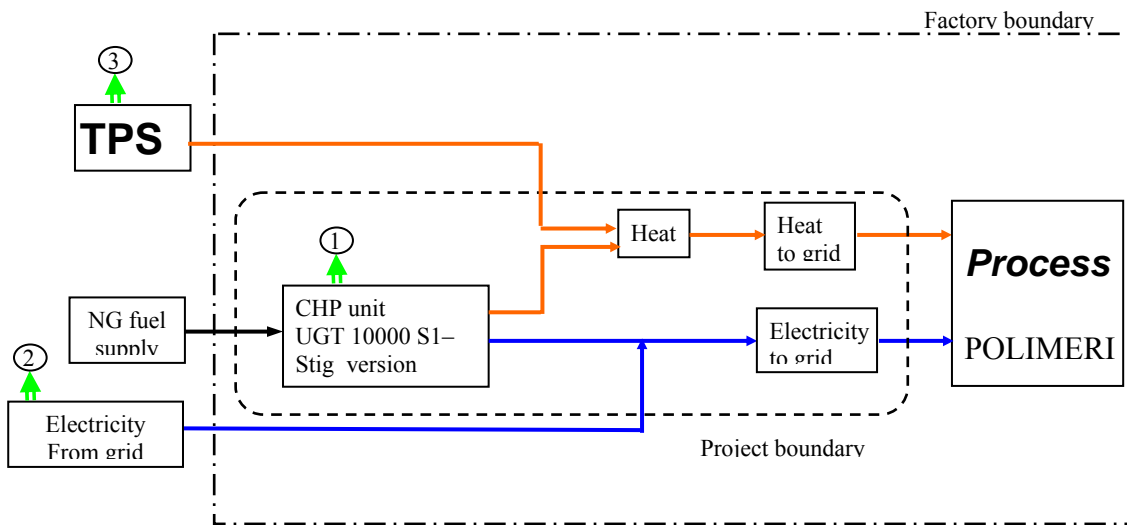 Factory boundary
3
TPS
Heat
Heat
to grid
Process
POLIMERI
1
CHP unit
UGT 10000 S1–
Stig version
NG fuel
supply
Electricity
to grid
2
Electricity
From grid
Project boundary